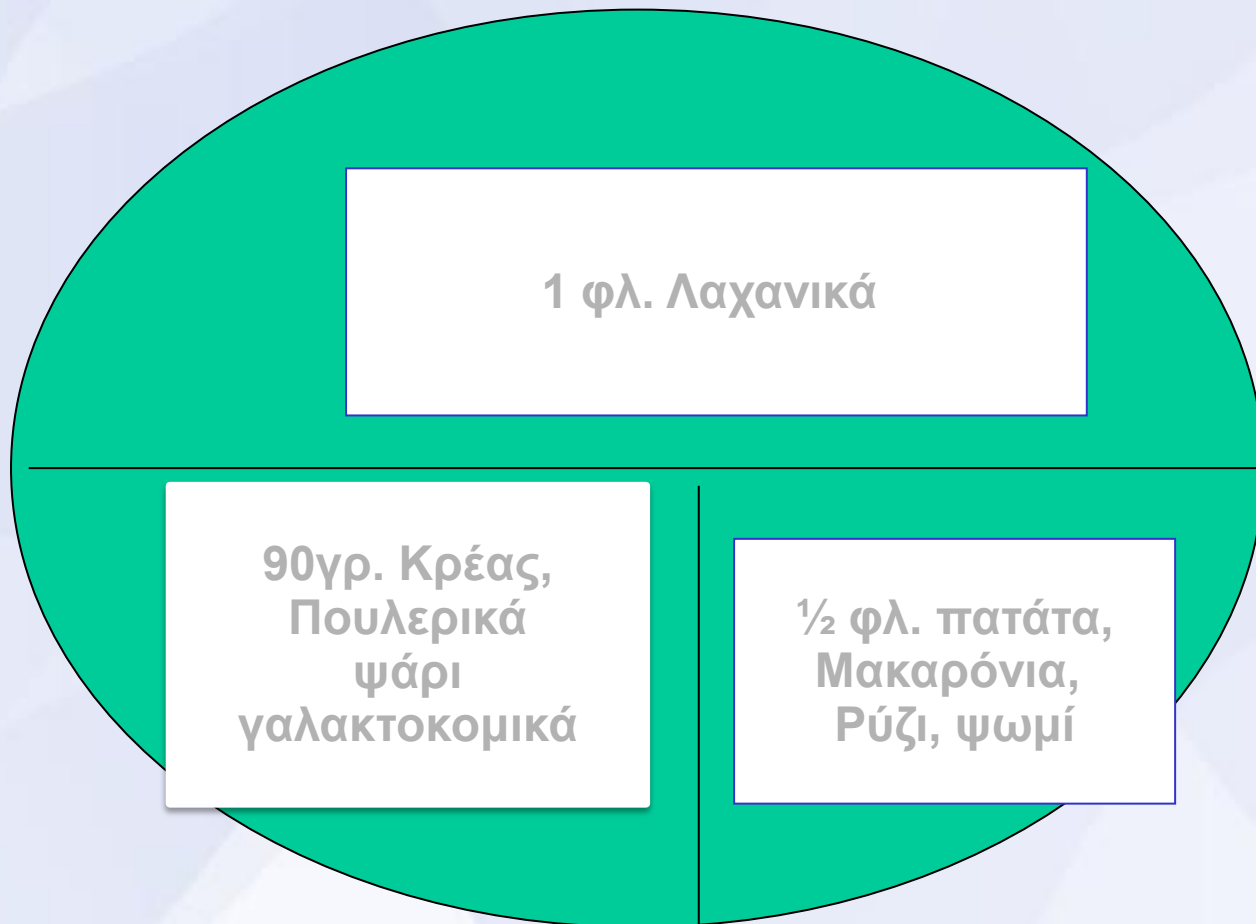 1 φλ. Λαχανικά
90γρ. Κρέας,
Πουλερικά
ψάρι
γαλακτοκομικά
½ φλ. πατάτα,
Μακαρόνια,
Ρύζι, ψωμί